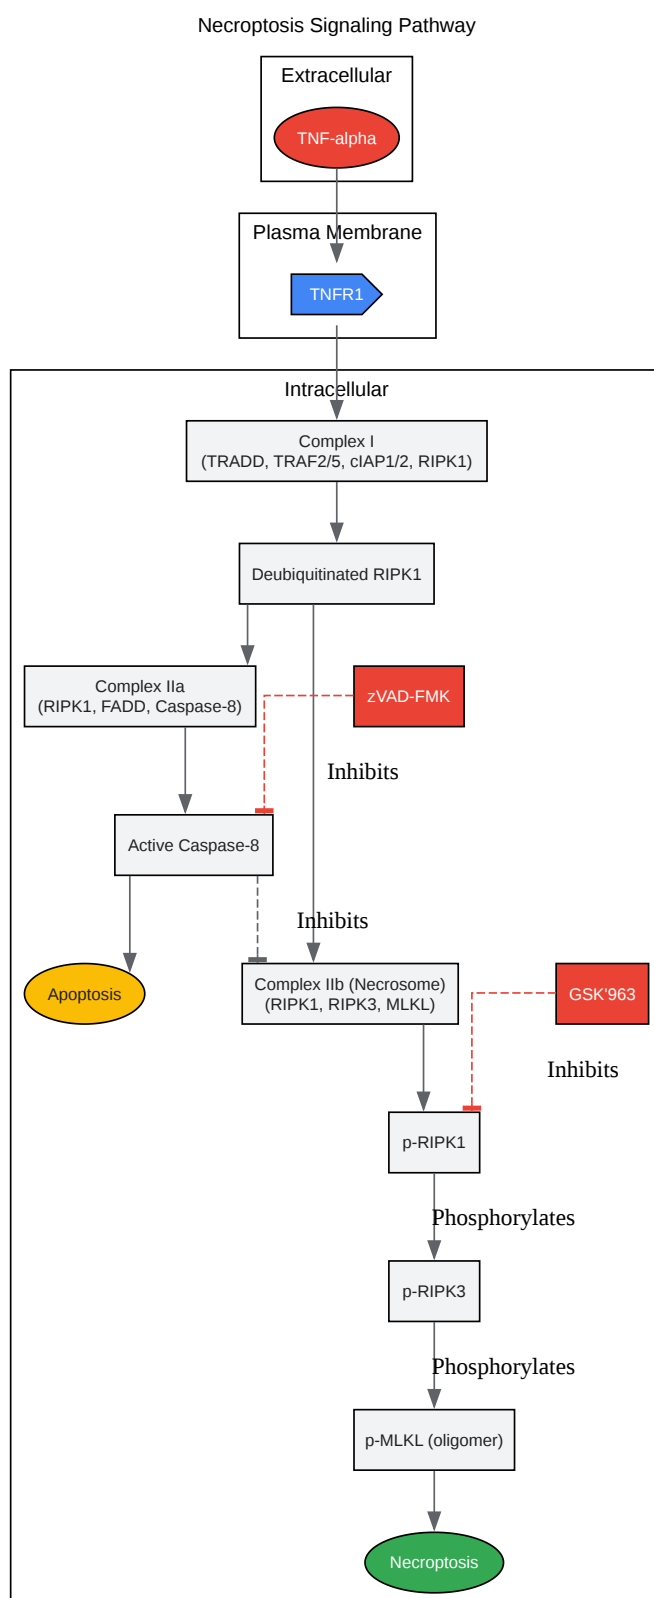 Necroptosis Signaling Pathway
Extracellular
TNF-alpha
Plasma Membrane
TNFR1
Intracellular
Complex I
(TRADD, TRAF2/5, cIAP1/2, RIPK1)
Deubiquitinated RIPK1
Complex IIa
(RIPK1, FADD, Caspase-8)
zVAD-FMK
Inhibits
Active Caspase-8
Inhibits
Apoptosis
Complex IIb (Necrosome)
(RIPK1, RIPK3, MLKL)
GSK'963
Inhibits
p-RIPK1
Phosphorylates
p-RIPK3
Phosphorylates
p-MLKL (oligomer)
Necroptosis